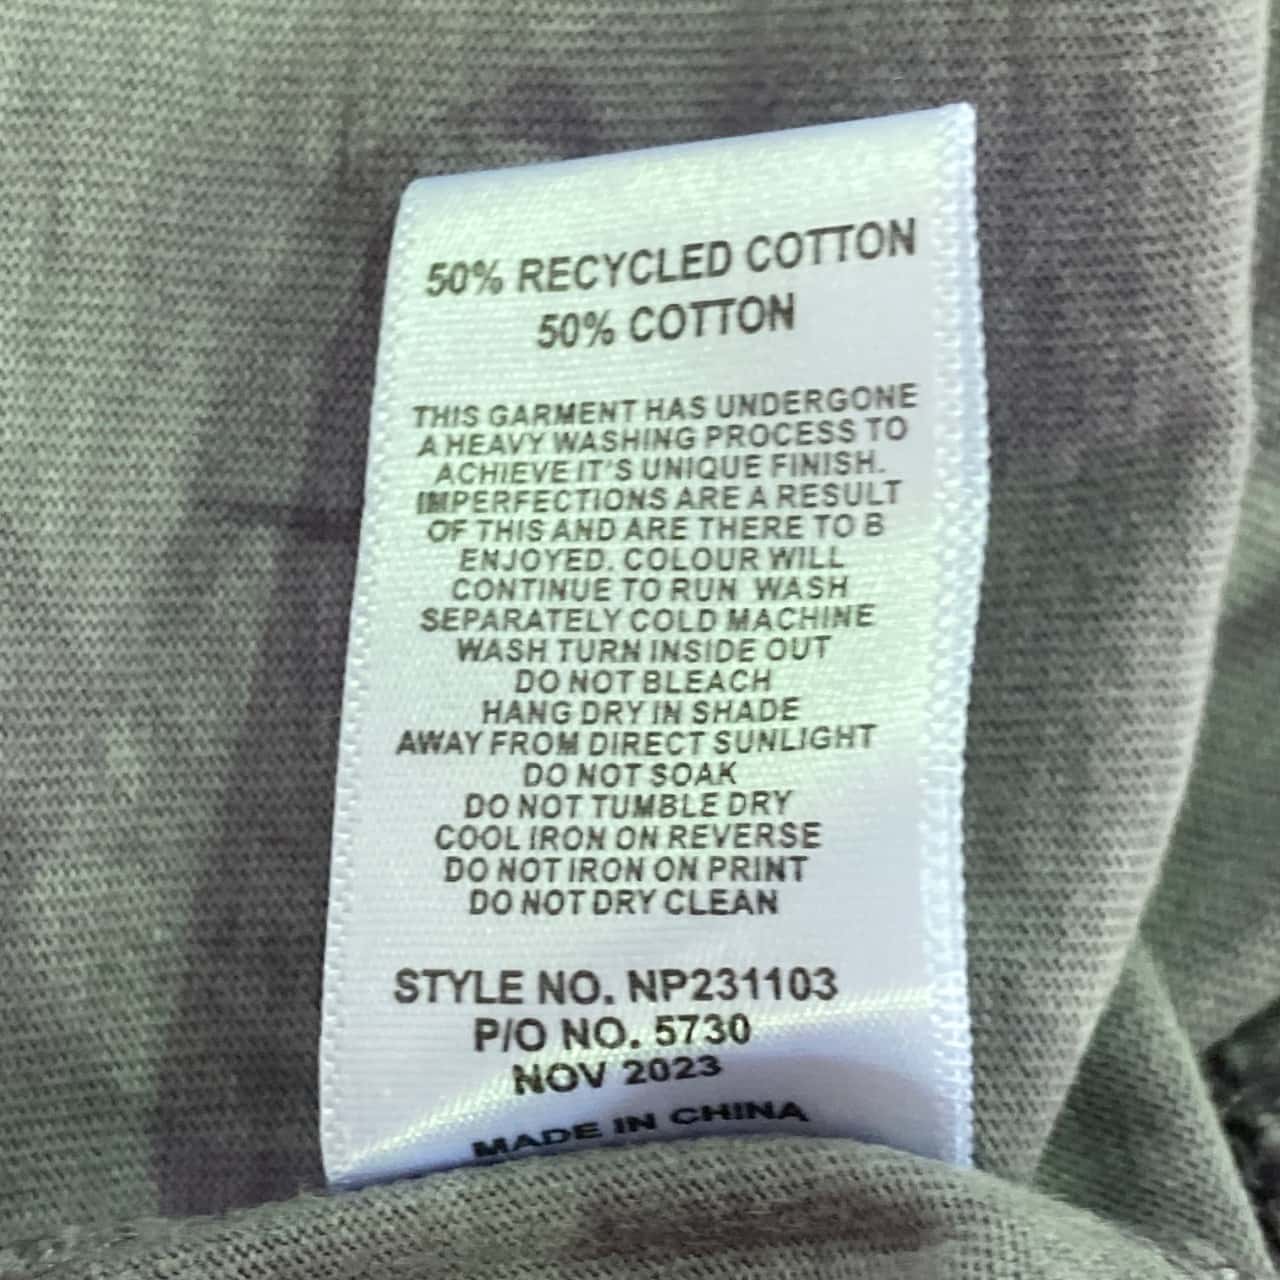 50% RECYCLED COTTON
50% COTTON
THIS GARMENT HAS UNDERGONE
A HEAVY WASHING PROCESS TO
ACHIEVE IT'S UNIQUE FINISH.
IMPERFECTIONS ARE A RESULT
OF THIS AND ARE THERE TO B
ENJOYED. COLOUR WILL
CONTINUE TO RUN WASH
SEPARATELY COLD MACHINE
WASH TURN INSIDE OUT
DO NOT BLEACH
HANG DRY IN SHADE
AWAY FROM DIRECT SUNLIGHT
DO NOT SOAK
DO NOT TUMBLE DRY
COOL IRON ON REVERSE
DO NOT IRON ON PRINT
DO NOT DRY CLEAN
STYLE NO. NP231103
P/O NO. 5730
NOV 2023
MADE IN CHINA